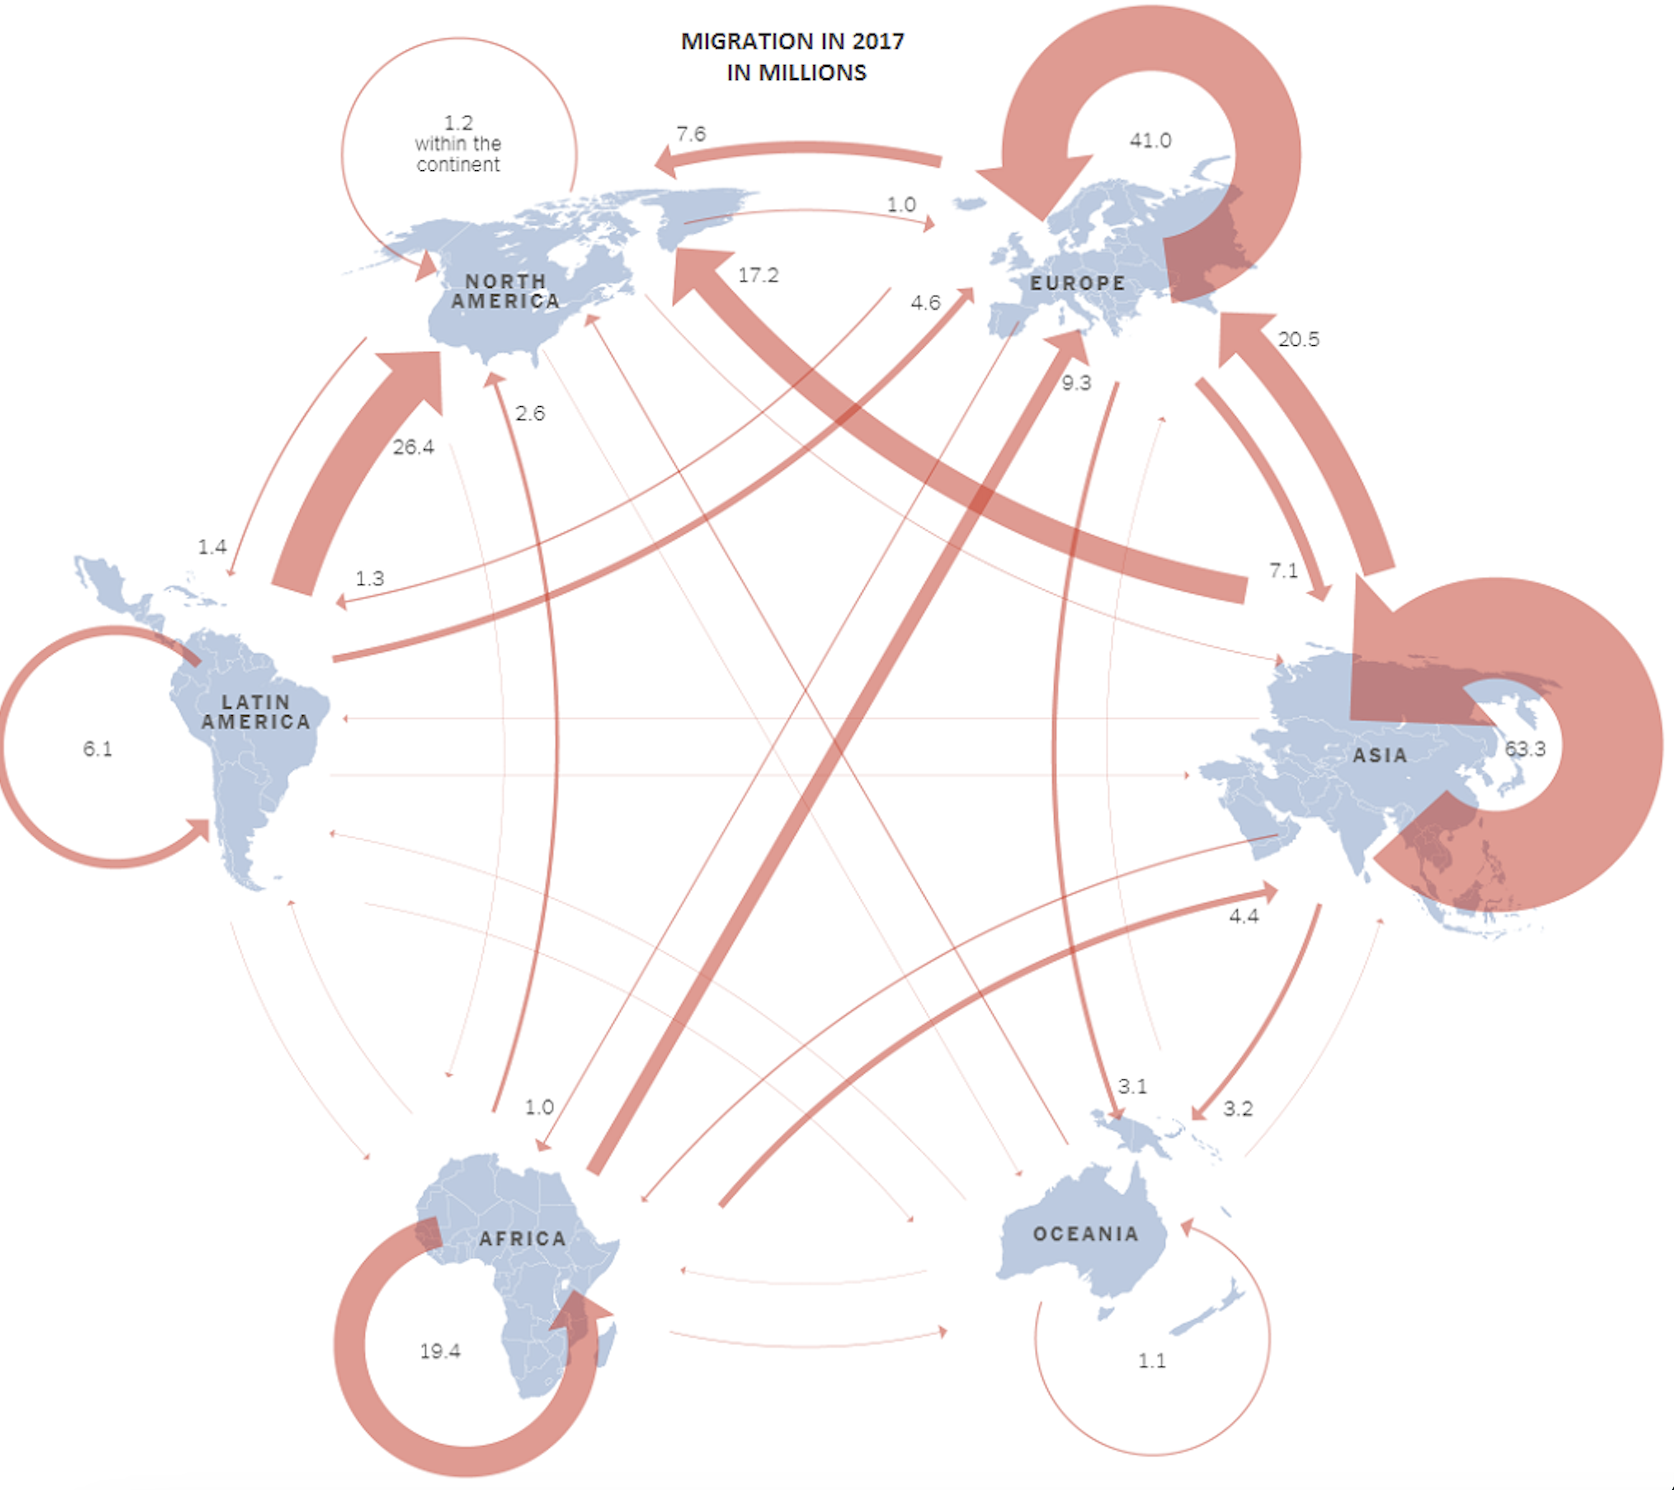 MIGRATION IN 2017
IN MILLIONS
1.2
within the
continent
7.6
41.0
1.0
17.2
4.6
NORTH
AMERICA
EUROPE
20.5
9.3
2.6
26.4
1.4
1.3
7.1
LATIN
AMERICA
6.1
ASIA
63.3
4.4
1.0
3.1
3.2
AFRICA
OCEANIA
19.4
1.1